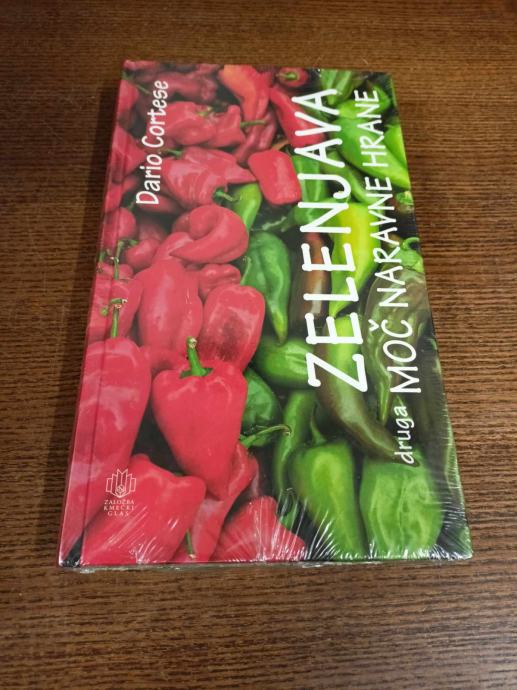 Dario Cortese
ZELENJAVA
druga MOČ NARAVNE HRANE
ZALOŽBA
KMEČKI
GLAS